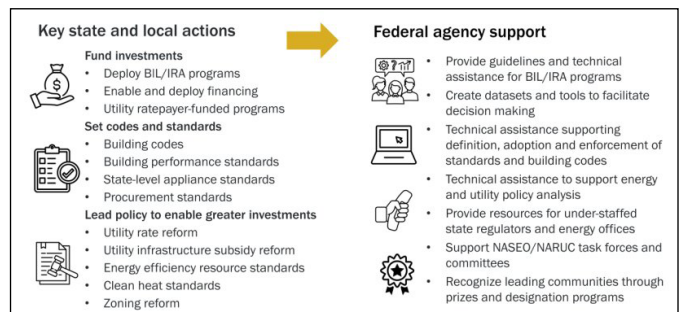 Key state and local actions
Fund investments
• Deploy BIL/IRA programs
• Enable and deploy financing
• Utility ratepayer-funded programs
Set codes and standards
• Building codes
• Building performance standards
• State-level appliance standards
• Procurement standards
Lead policy to enable greater investments
• Utility rate reform
• Utility infrastructure subsidy reform
• Energy efficiency resource standards
• Clean heat standards
• Zoning reform
Federal agency support
• Provide guidelines and technical
assistance for BIL/IRA programs
• Create datasets and tools to facilitate
decision making
• Technical assistance supporting
definition, adoption and enforcement of
standards and building codes
• Technical assistance to support energy
and utility policy analysis
• Provide resources for under-staffed
state regulators and energy offices
• Support NASEO/NARUC task forces and
committees
• Recognize leading communities through
prizes and designation programs